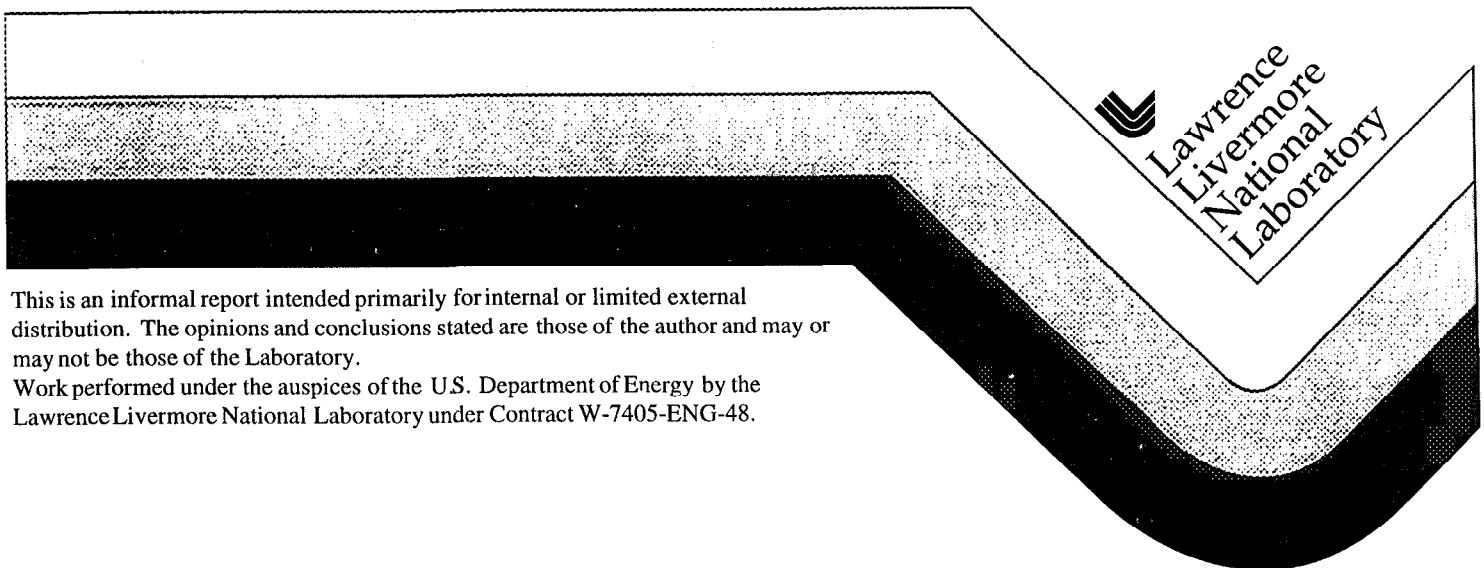 Lawrence
Livermore
National
Laboratory
This is an informal report intended primarily for internal or limited external
distribution. The opinions and conclusions stated are those of the author and may or
may not be those of the Laboratory.
Work performed under the auspices of the U.S. Department of Energy by the
Lawrence Livermore National Laboratory under Contract W-7405-ENG-48.